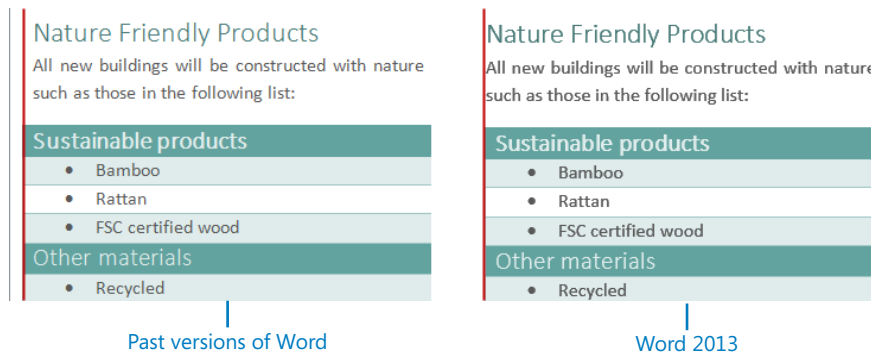 Nature Friendly Products
All new buildings will be constructed with nature
such as those in the following list:
Sustainable products
• Bamboo
• Rattan
• FSC certified wood
Other materials
• Recycled
Past versions of Word
Nature Friendly Products
All new buildings will be constructed with nature
such as those in the following list:
Sustainable products
• Bamboo
• Rattan
• FSC certified wood
Other materials
• Recycled
Word 2013